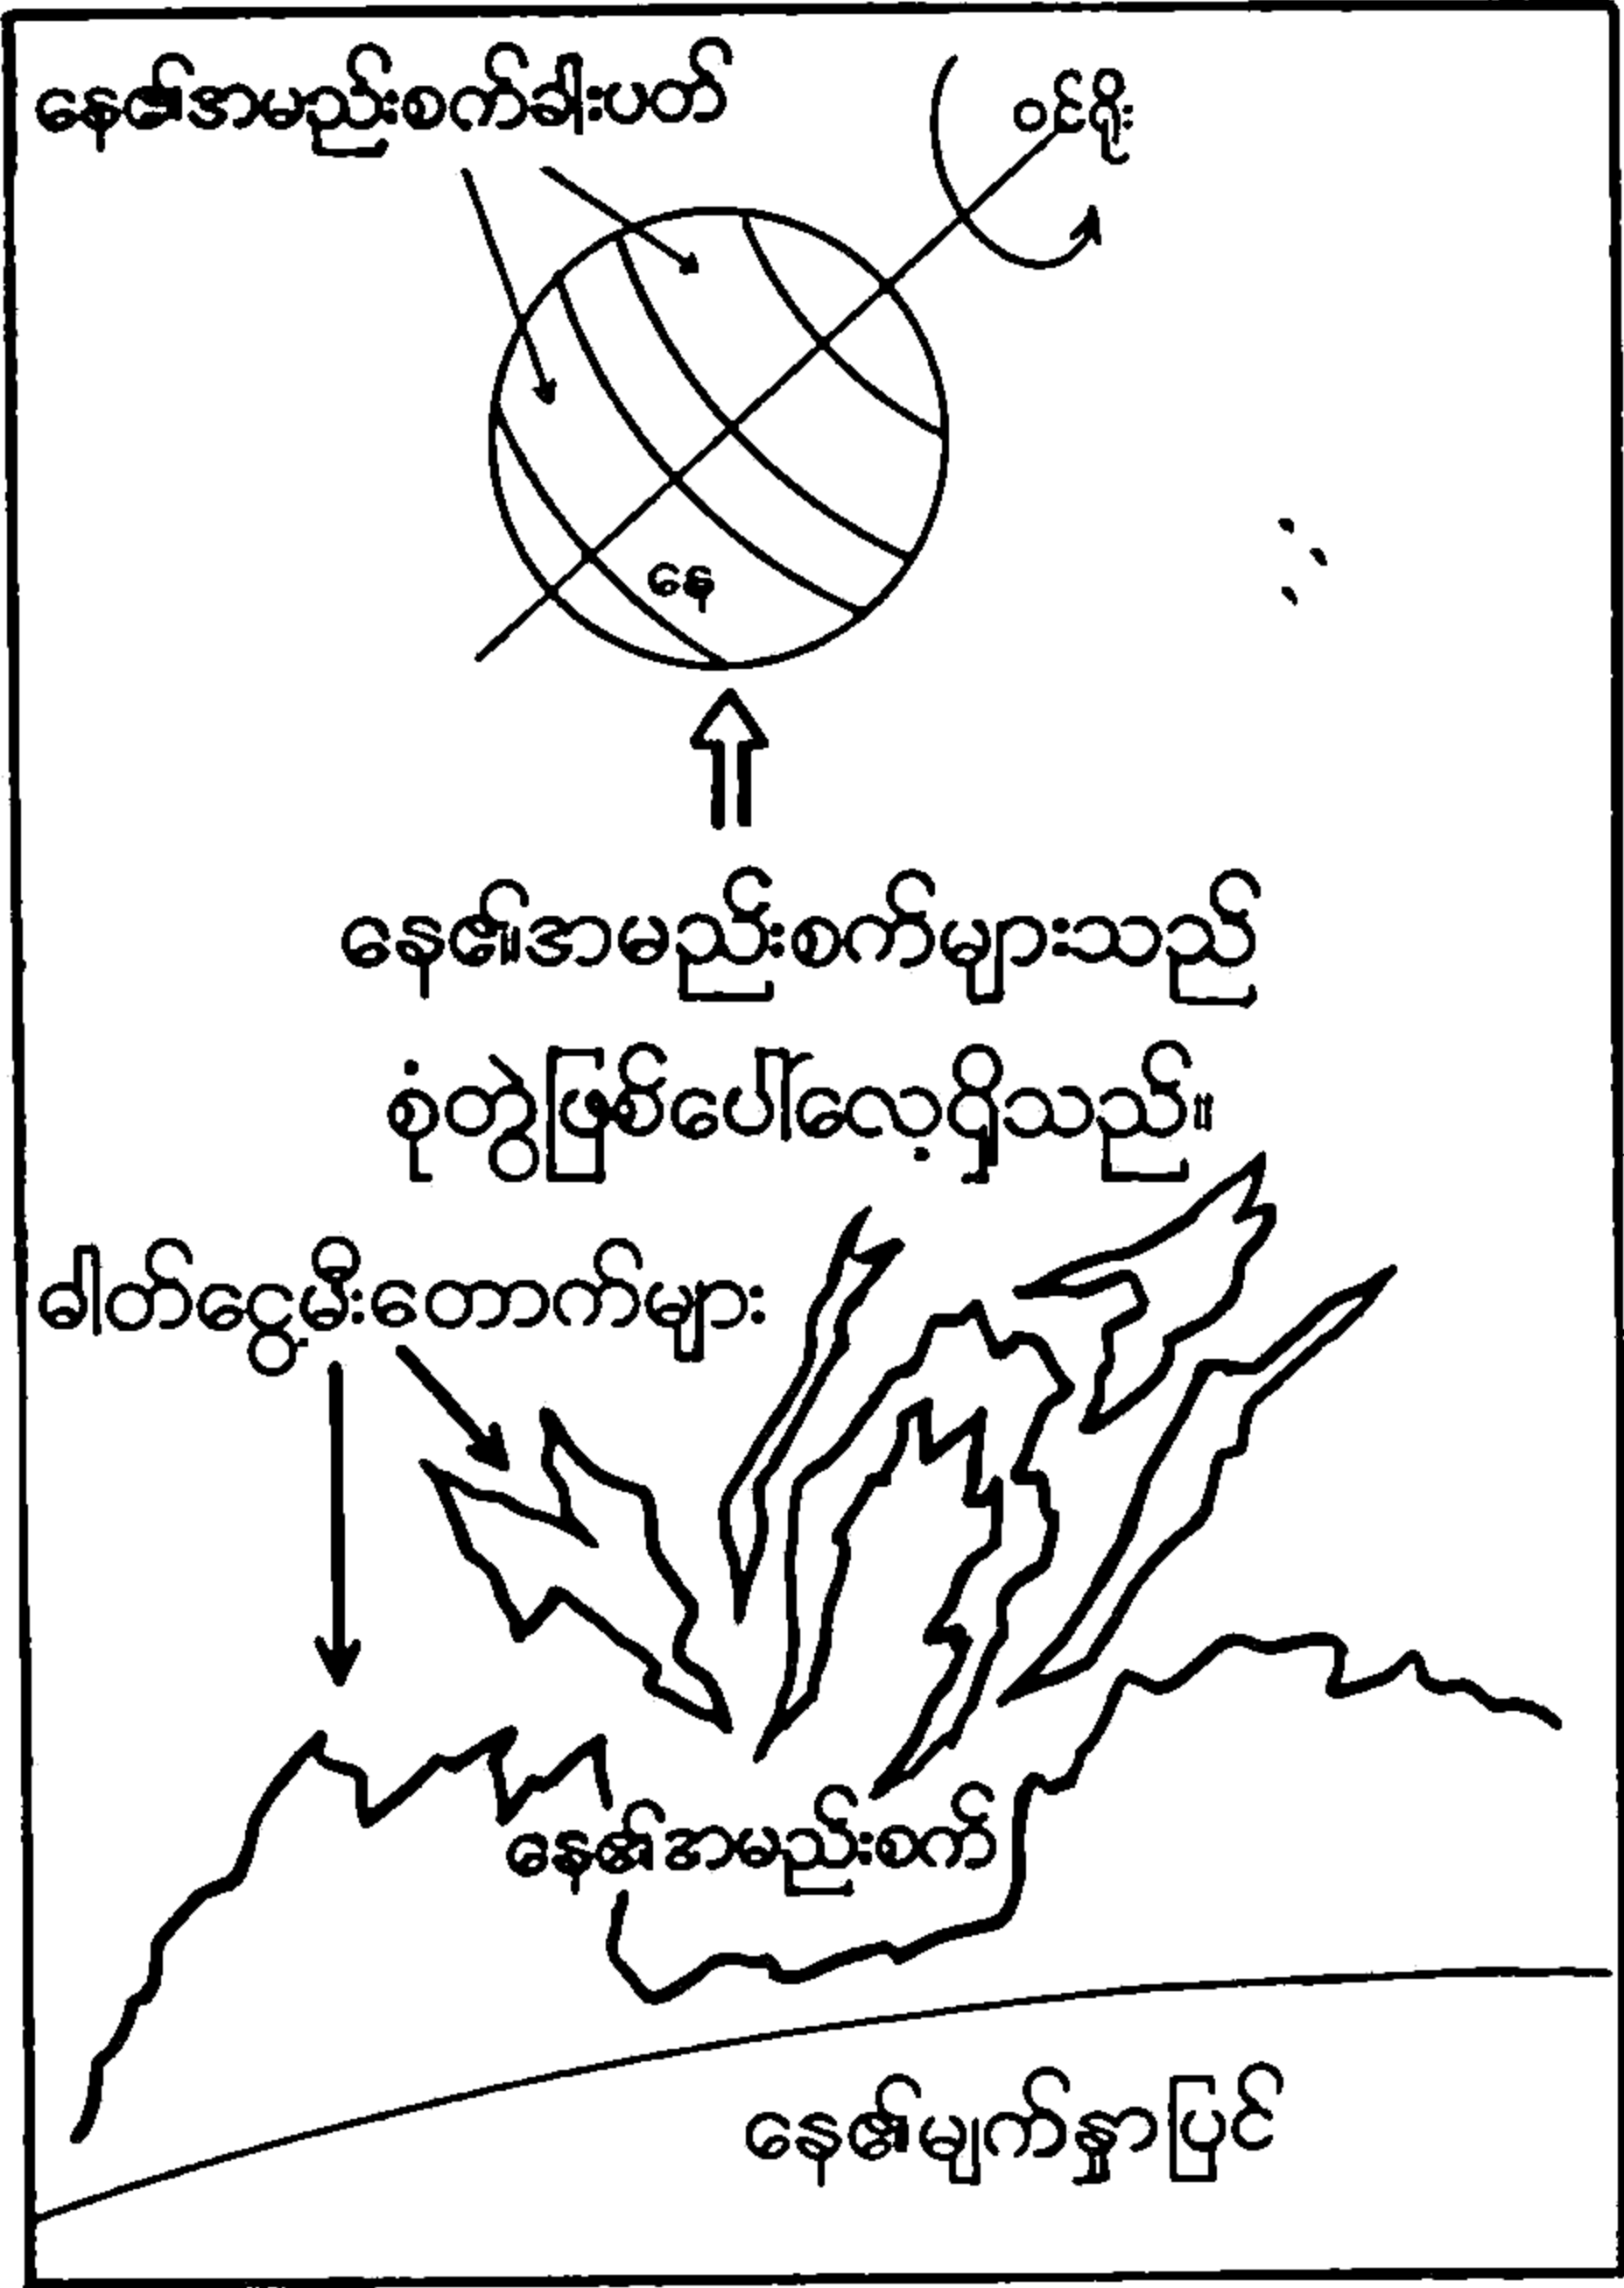 နေ၏အာမည်းစက်ခါးပတ်
ဝင်ရိုး
နေ
နေ၏အာမည်းစက်များသည်
စုံတွဲဖြစ်ပေါ်လေ့ရှိသည်။
ဓါတ်ငွေ့မီးတောက်များ
နေ၏အာမည်းစက်
နေ၏မျက်နှာပြင်